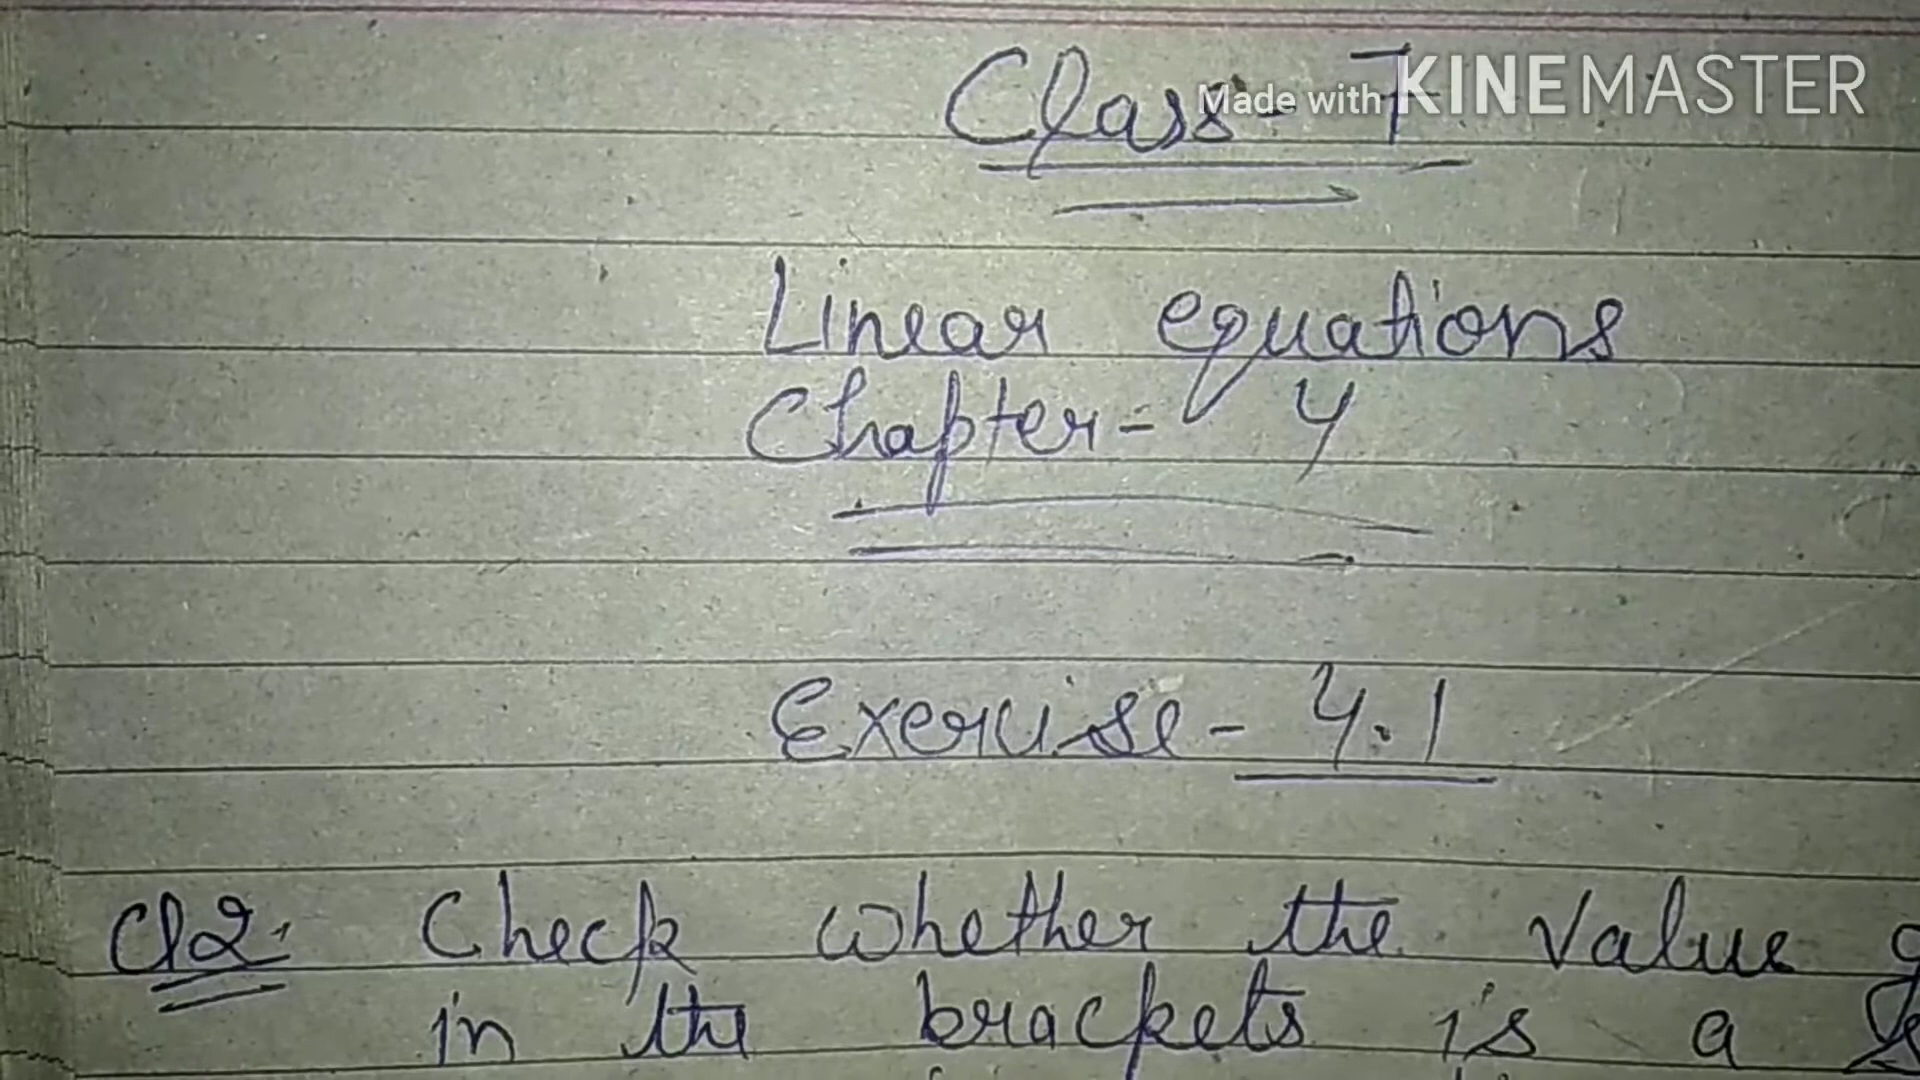 Class- 7
Made with KINEMASTER
Linear equations
Chapter- 4
Exercise- 4.1
Q2. Check whether the value
in the brackets is a